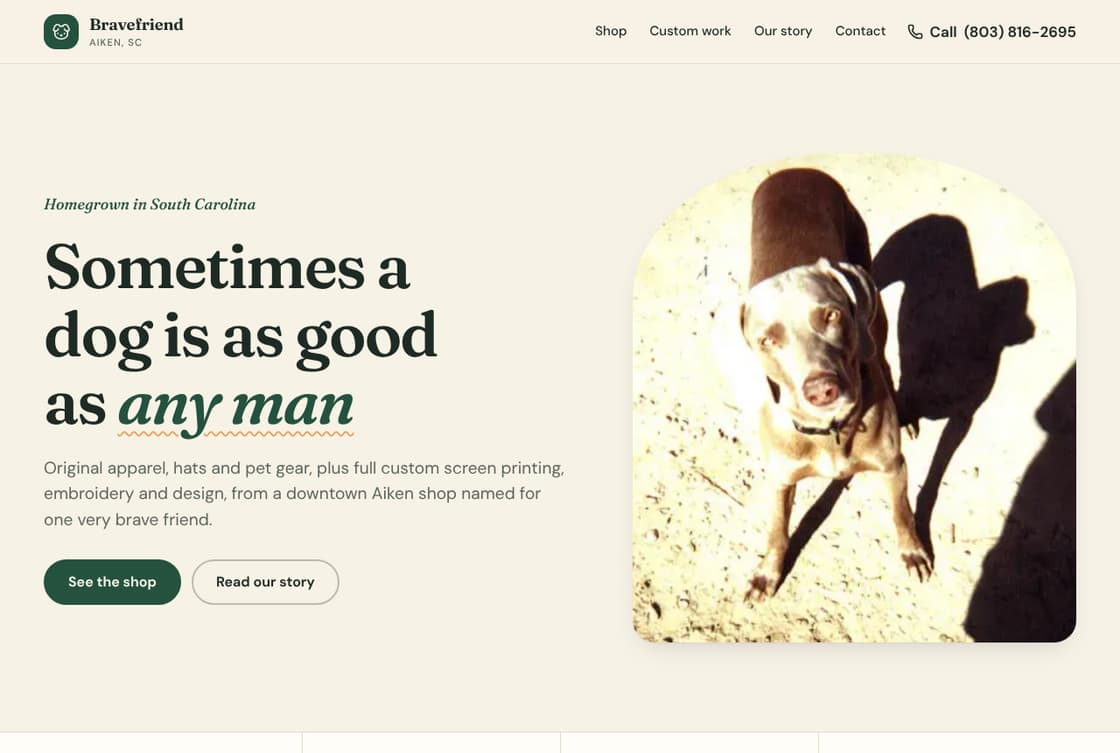 Bravefriend
AIKEN, SC
Shop
Custom work
Our story
Contact
Call (803) 816-2695
Homegrown in South Carolina
Sometimes a
dog is as good
as any man
Original apparel, hats and pet gear, plus full custom screen printing,
embroidery and design, from a downtown Aiken shop named for
one very brave friend.
See the shop
Read our story